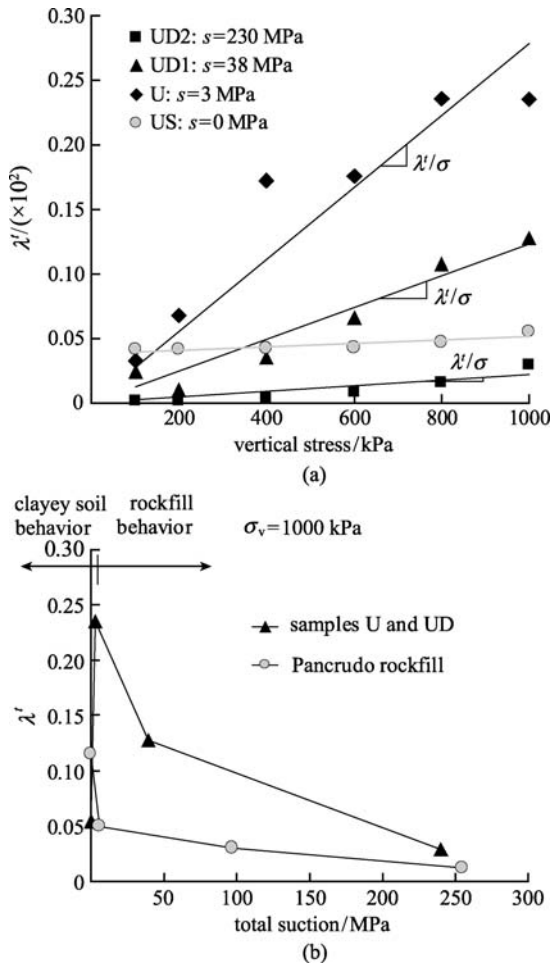 UD2: s=230 MPa
UD1: s=38 MPa
U: s=3 MPa
US: s=0 MPa
λᵗ/(×10²)
0.30
0.25
0.20
0.15
0.10
0.05
0
λᵗ/σ
λᵗ/σ
λᵗ/σ
200 400 600 800 1000
vertical stress/kPa
(a)
clayey soil behavior
rockfill behavior
σᵥ=1000 kPa
λᵗ
0.30
0.25
0.20
0.15
0.10
0.05
0
samples U and UD
Pancrudo rockfill
50 100 150 200 250 300
total suction/MPa
(b)